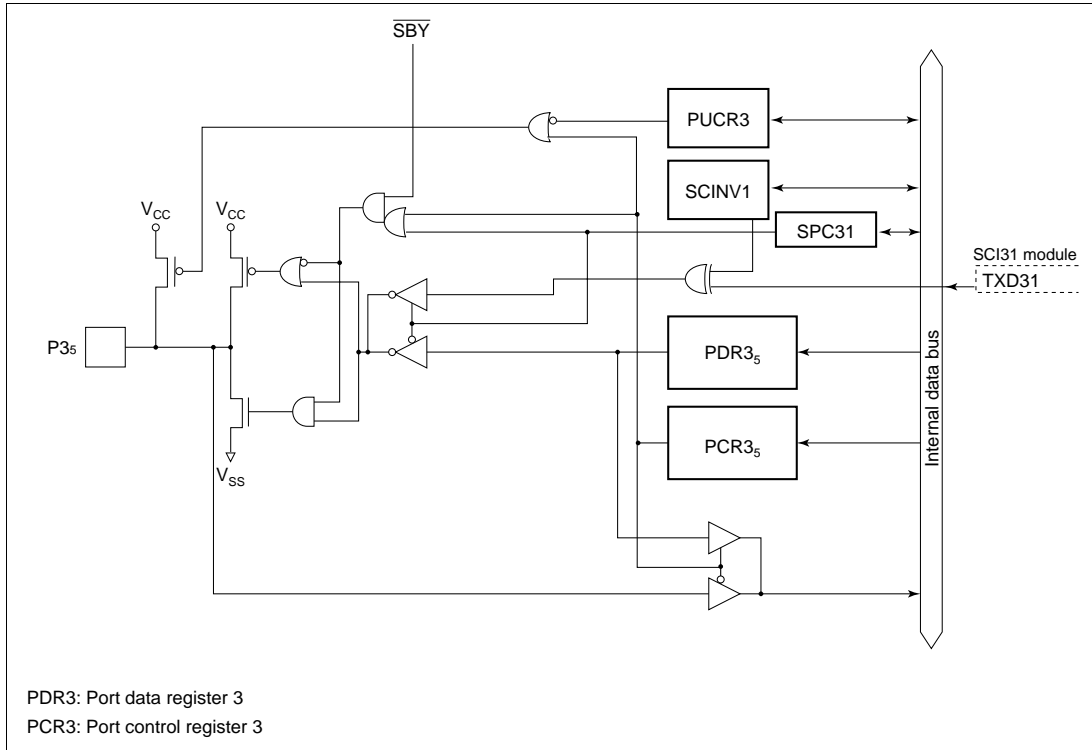 SBY
PUCR3
SCINV1
SPC31
SCI31 module
TXD31
VCC
VCC
P35
PDR35
PCR35
VSS
Internal data bus
PDR3: Port data register 3
PCR3: Port control register 3